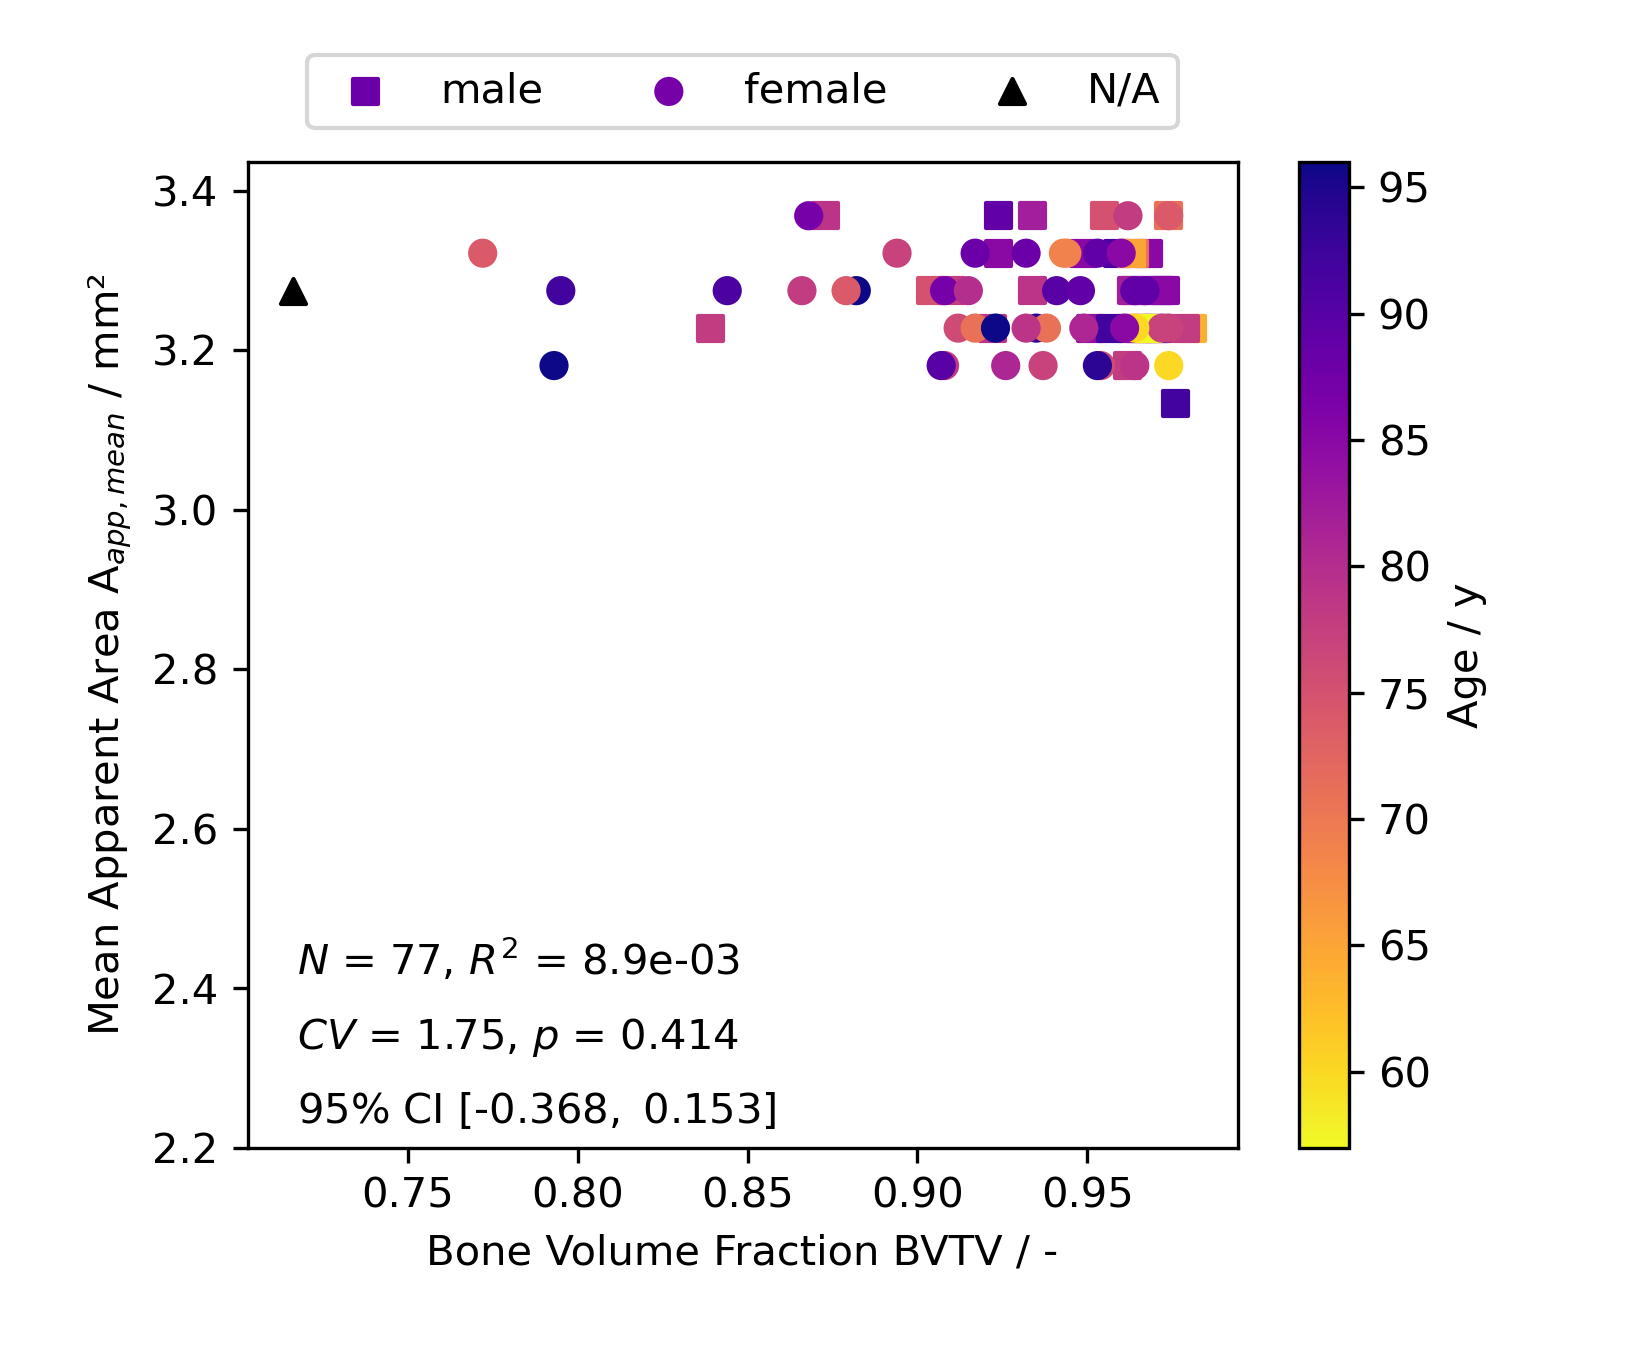 male female N/A
3.4
3.2
3.0
2.8
2.6
2.4
2.2
Mean Apparent Area A_{app, mean} / mm²
N = 77, R² = 8.9e-03
CV = 1.75, p = 0.414
95% CI [-0.368, 0.153]
0.75 0.80 0.85 0.90 0.95
Bone Volume Fraction BVTV / -
95
90
85
80
75
70
65
60
Age / y